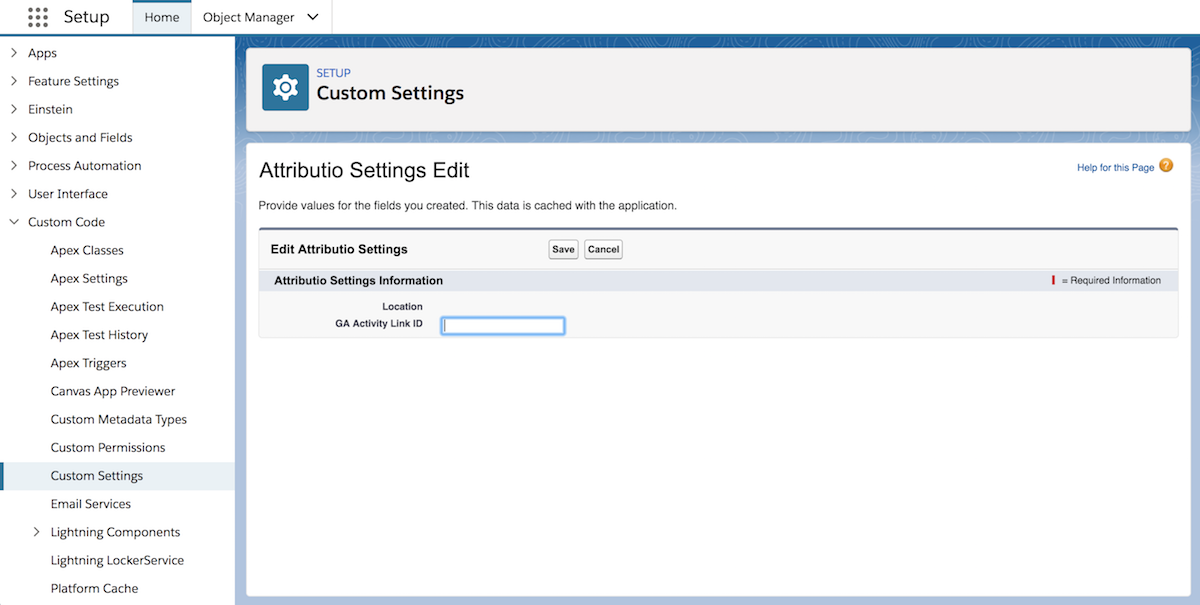 Setup
Home
Object Manager
Apps
Feature Settings
Einstein
Objects and Fields
Process Automation
User Interface
Custom Code
Apex Classes
Apex Settings
Apex Test Execution
Apex Test History
Apex Triggers
Canvas App Previewer
Custom Metadata Types
Custom Permissions
Custom Settings
Email Services
Lightning Components
Lightning LockerService
Platform Cache
SETUP
Custom Settings
Attributio Settings Edit
Help for this Page ?
Provide values for the fields you created. This data is cached with the application.
Edit Attributio Settings
Save
Cancel
Attributio Settings Information
= Required Information
Location
GA Activity Link ID